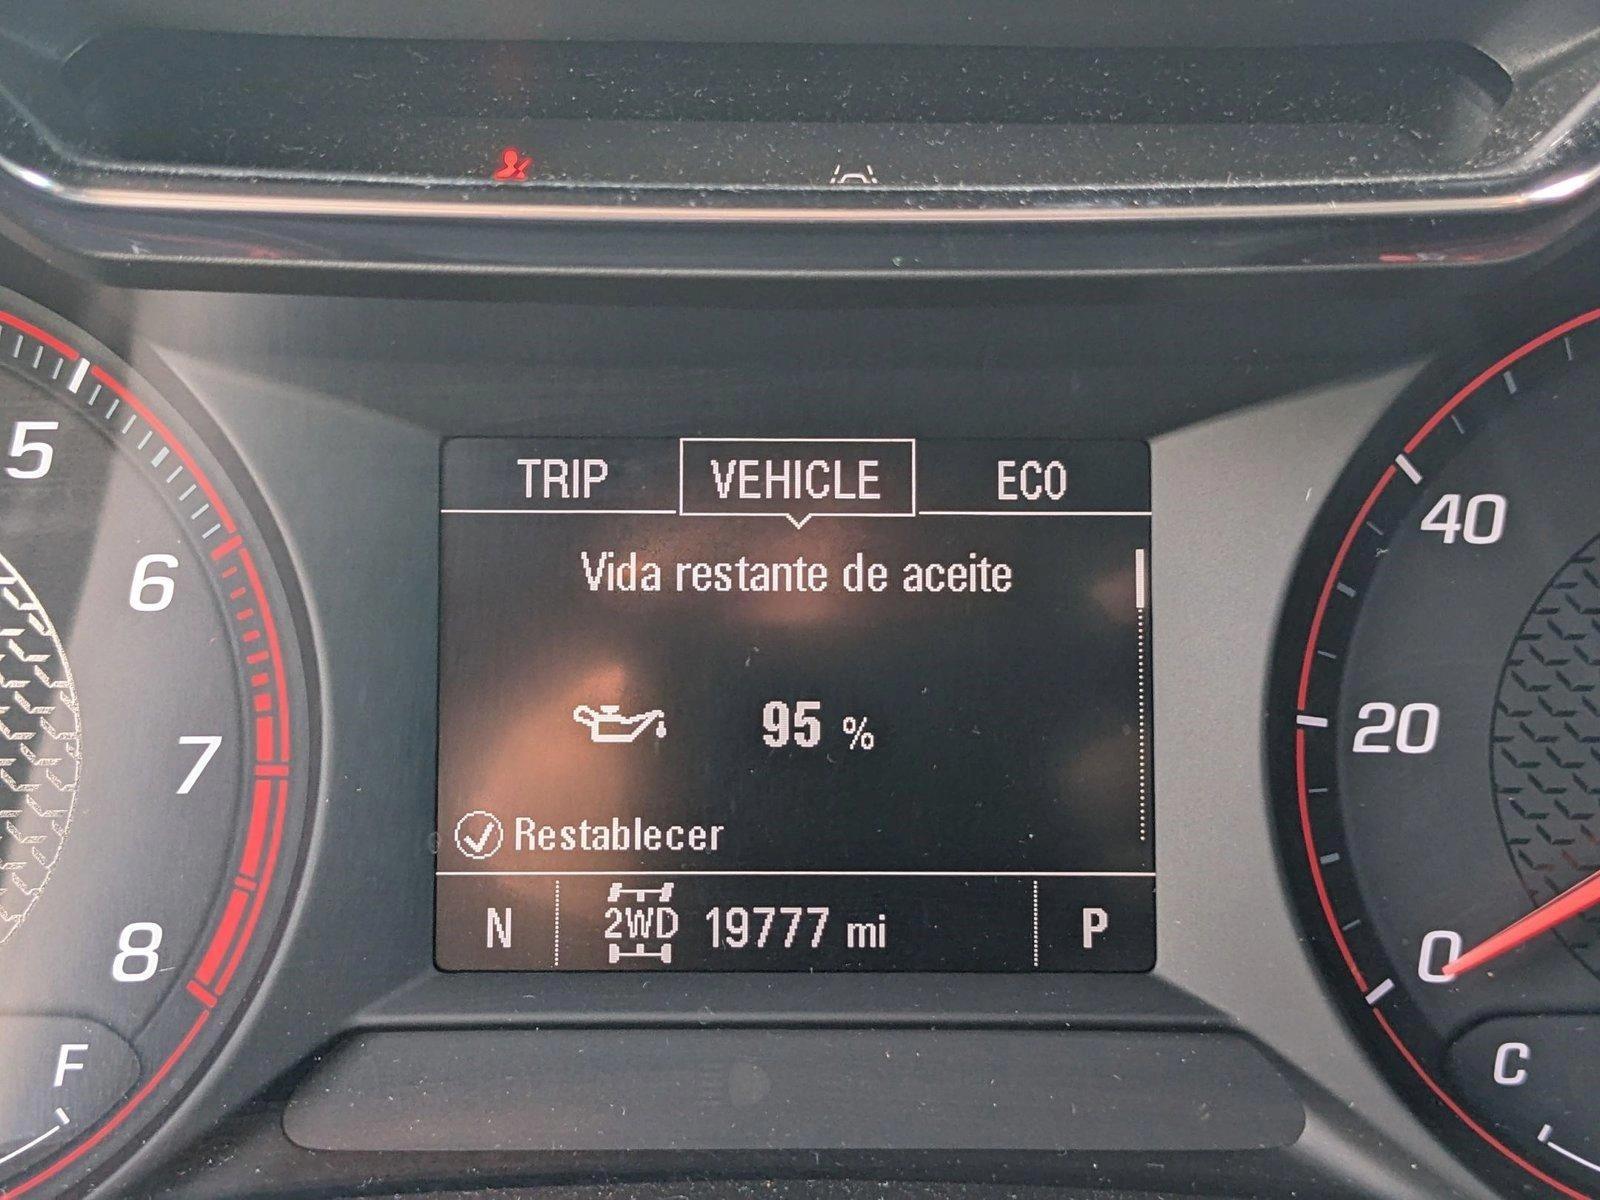 TRIP VEHICLE ECO
Vida restante de aceite
95 %
Restablecer
N 2WD 19777 mi P
5
6
7
8
F
40
20
0
C